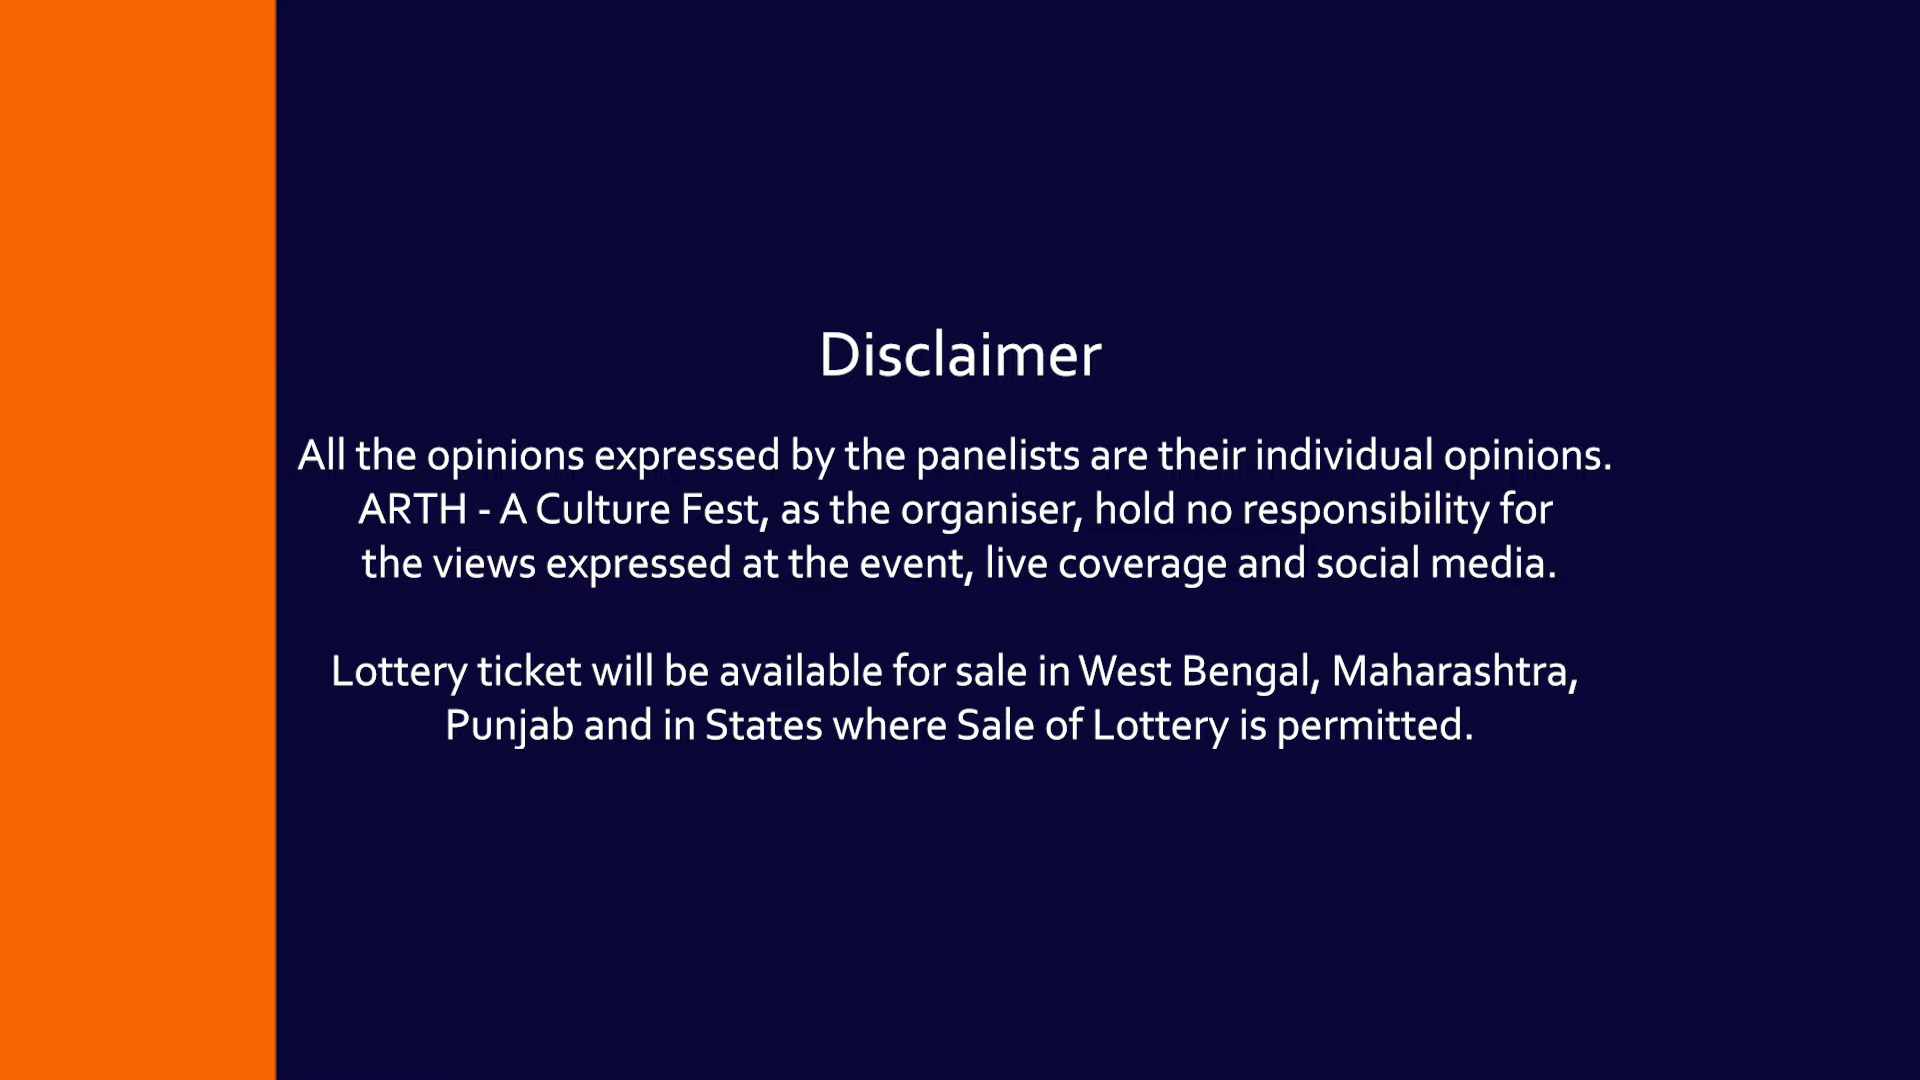 Disclaimer
All the opinions expressed by the panelists are their individual opinions.
ARTH - A Culture Fest, as the organiser, hold no responsibility for
the views expressed at the event, live coverage and social media.
Lottery ticket will be available for sale in West Bengal, Maharashtra,
Punjab and in States where Sale of Lottery is permitted.